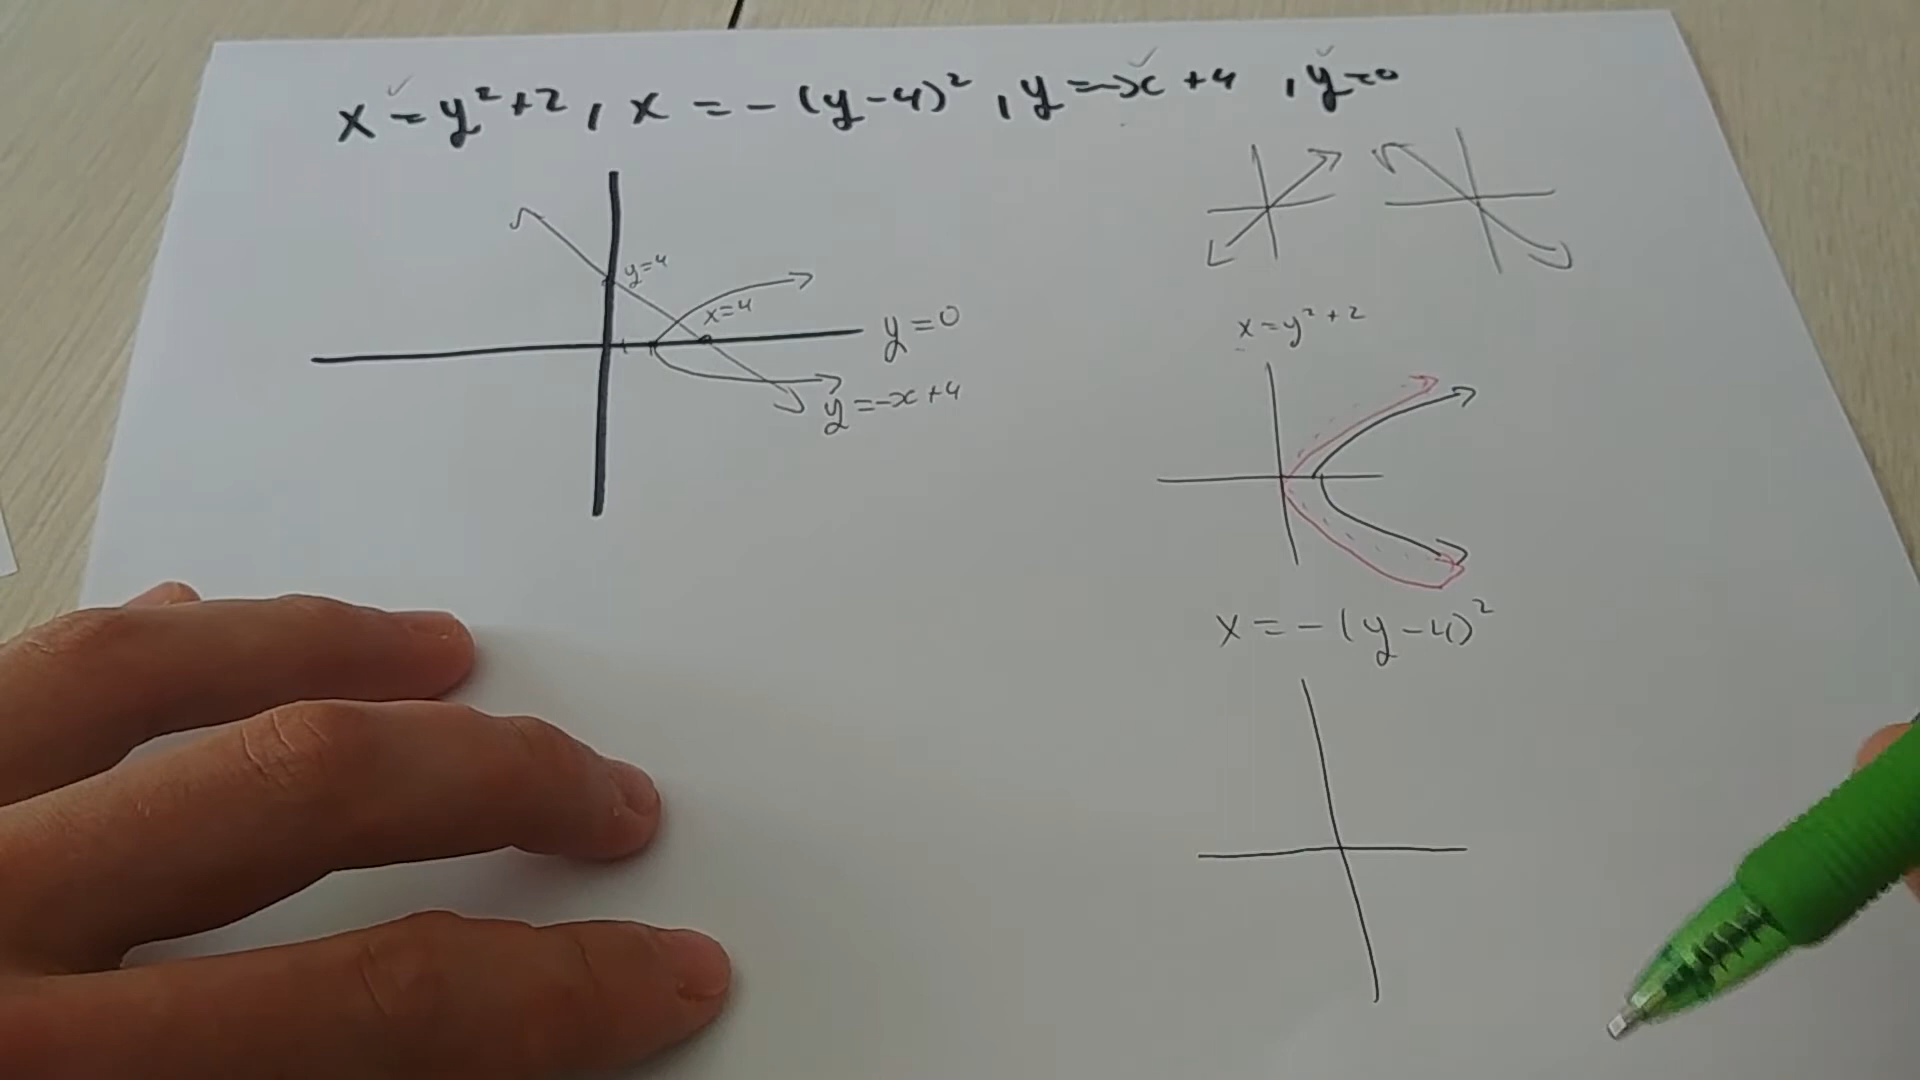 x = y² + 2, x = -(y-4)², y = -x + 4, y = 0
y=4
x=4
y = 0
y = -x + 4
x = y² + 2
x = -(y-4)²